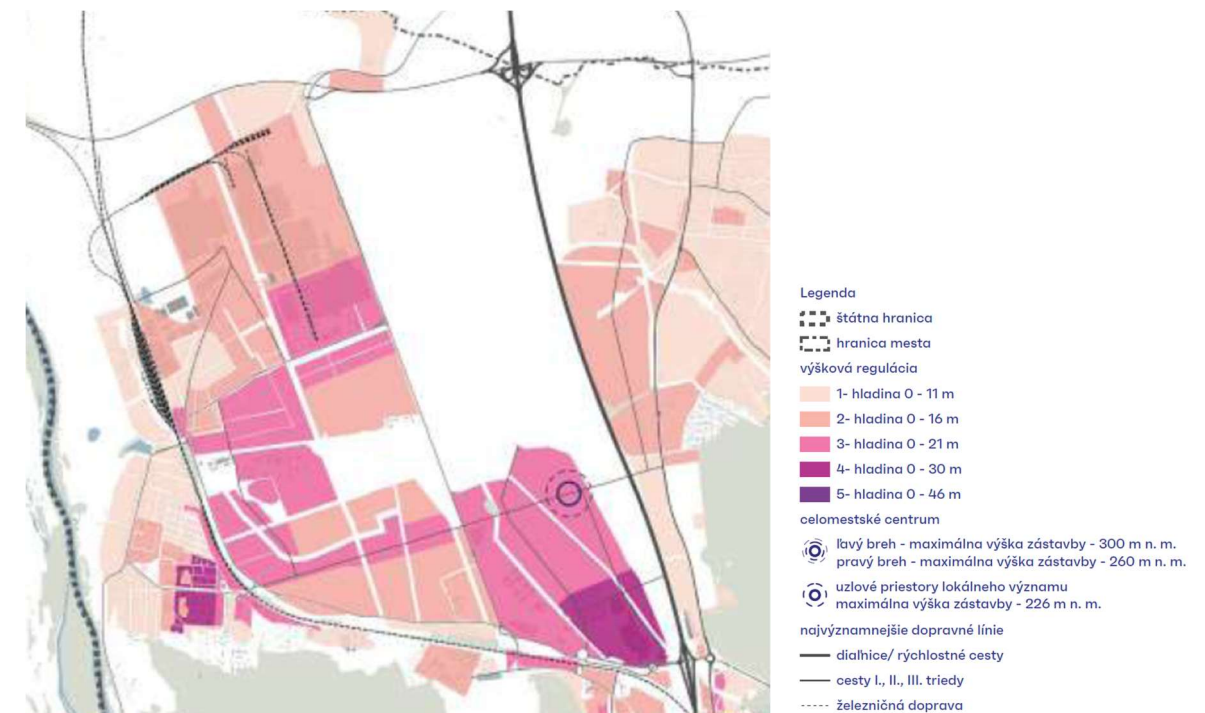 Legenda
štátna hranica
hranica mesta
výšková regulácia
1- hladina 0 - 11 m
2- hladina 0 - 16 m
3- hladina 0 - 21 m
4- hladina 0 - 30 m
5- hladina 0 - 46 m
celomestské centrum
ľavý breh - maximálna výška zástavby - 300 m n. m.
pravý breh - maximálna výška zástavby - 260 m n. m.
uzlové priestory lokálneho významu
maximálna výška zástavby - 226 m n. m.
najvýznamnejšie dopravné línie
diaľnice/ rýchlostné cesty
cesty I., II., III. triedy
železničná doprava